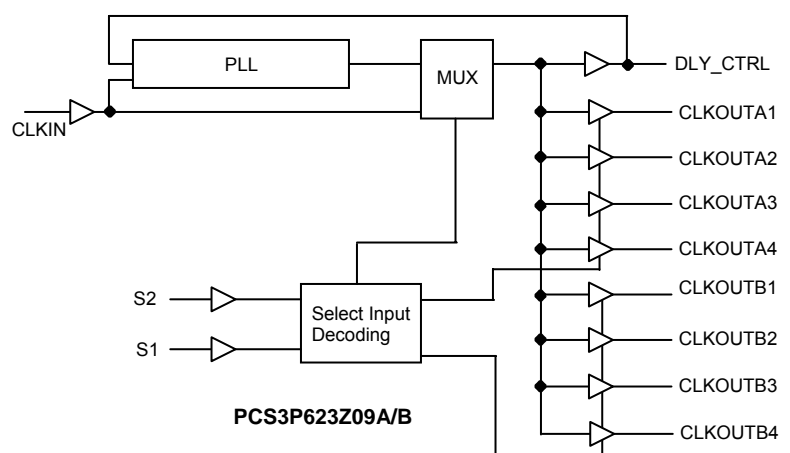 PLL
MUX
DLY_CTRL
CLKIN
CLKOUTA1
CLKOUTA2
CLKOUTA3
CLKOUTA4
S2
Select Input
Decoding
CLKOUTB1
S1
CLKOUTB2
CLKOUTB3
PCS3P623Z09A/B
CLKOUTB4